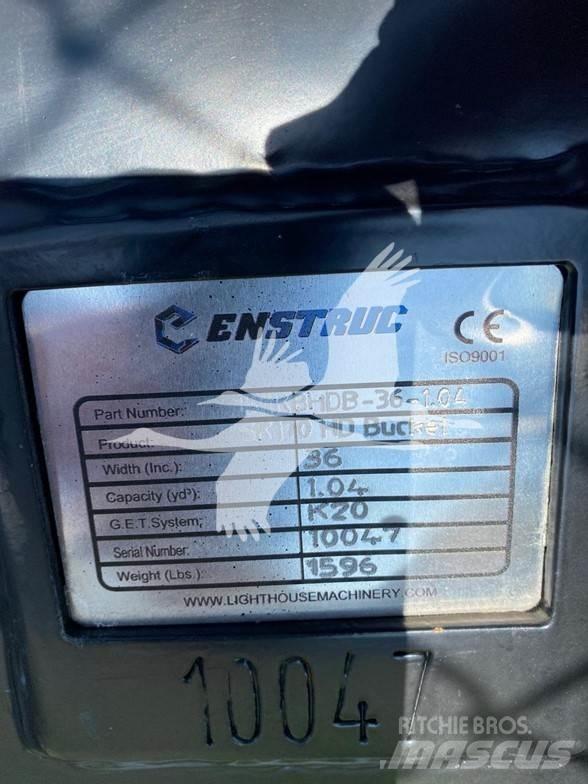 ENSTRUC
CE
ISO9001
Part Number:
Product: HD Bucket
Width (Inc.): 36
Capacity (yd³): 1.04
G.E.T.System; K20
Serial Number: 10047
Weight (Lbs.): 1596
WWW.LIGHTHOUSEMACHINERY.COM
10047
RITCHIE BROS.
MASCUS